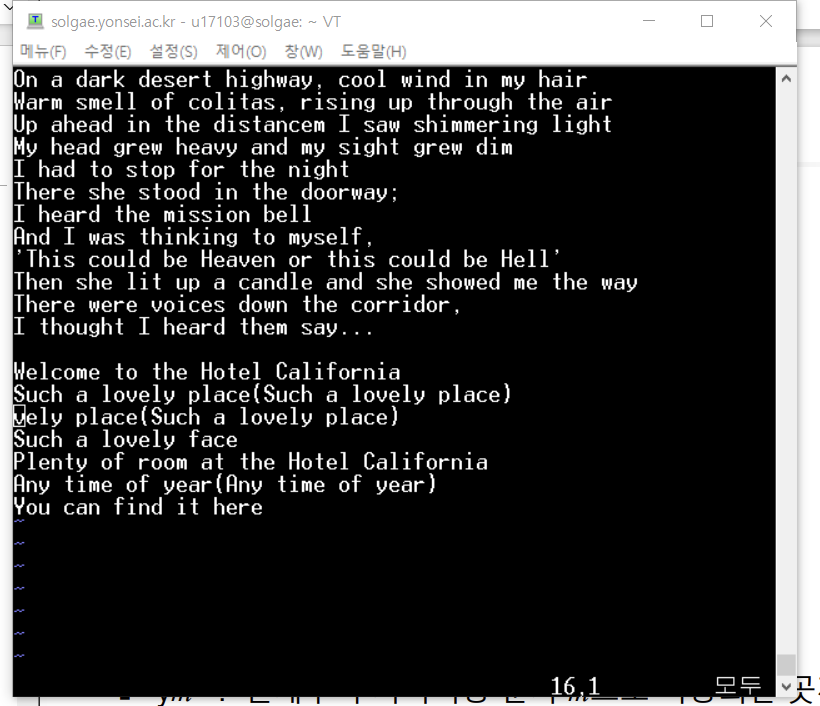 solgae.yonsei.ac.kr - u17103@solgae: ~ VT
메뉴(F) 수정(E) 설정(S) 제어(O) 창(W) 도움말(H)
On a dark desert highway, cool wind in my hair
Warm smell of colitas, rising up through the air
Up ahead in the distancem I saw shimmering light
My head grew heavy and my sight grew dim
I had to stop for the night
There she stood in the doorway;
I heard the mission bell
And I was thinking to myself,
'This could be Heaven or this could be Hell'
Then she lit up a candle and she showed me the way
There were voices down the corridor,
I thought I heard them say...
Welcome to the Hotel California
Such a lovely place(Such a lovely place)
vely place(Such a lovely place)
Such a lovely face
Plenty of room at the Hotel California
Any time of year(Any time of year)
You can find it here
~
~
~
~
~
~
~
16,1 모두